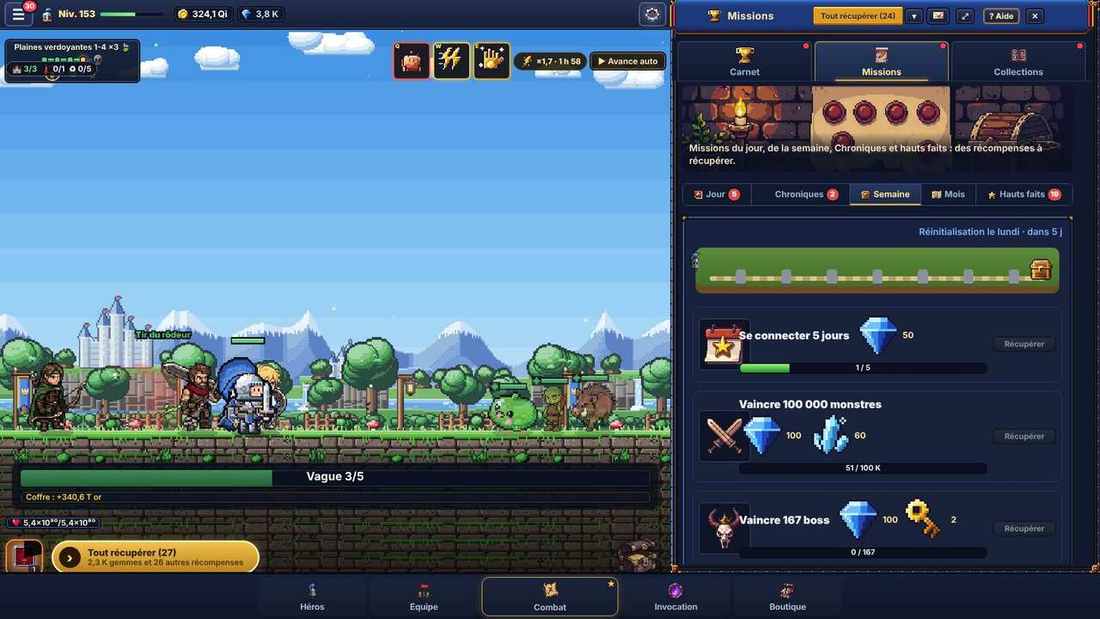 30
Niv. 153
324,1 Qi
3,8 K
Plaines verdoyantes 1-4 ×3
3/3
0/1
0/5
Q
W
E
×1,7 · 1 h 58
Avance auto
Tir du rôdeur
Vague 3/5
Coffre : +340,6 T or
Tout récupérer (27)
2,3 K gemmes et 26 autres récompenses
1
Missions
Tout récupérer (24)
? Aide
Carnet
Missions
Collections
Missions du jour, de la semaine, Chroniques et hauts faits : des récompenses à
récupérer.
Jour 5
Chroniques 2
Semaine
Mois
Hauts faits
Réinitialisation le lundi · dans 5 j
Se connecter 5 jours
50
Récupérer
1 / 5
Vaincre 100 000 monstres
100
60
Récupérer
51 / 100 K
Vaincre 167 boss
100
2
Récupérer
0 / 167
Héros
Équipe
Combat
Invocation
Boutique